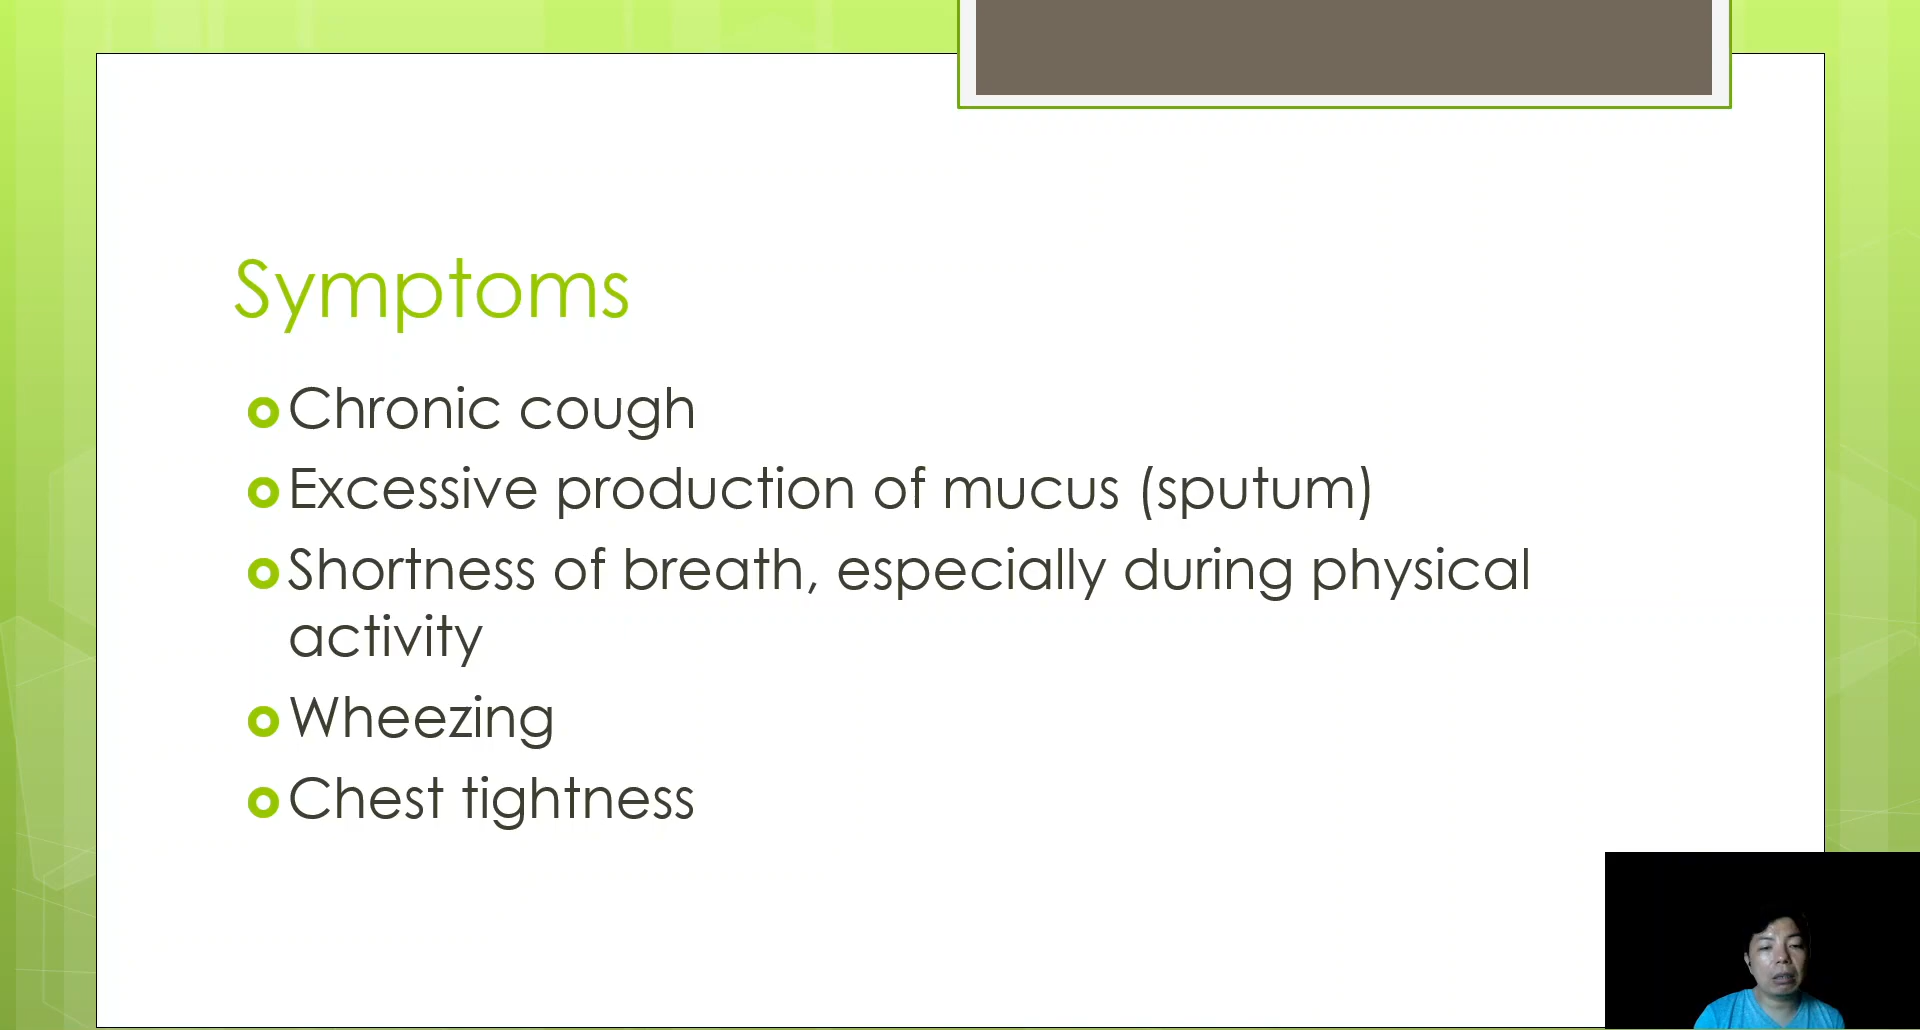 Symptoms
Chronic cough
Excessive production of mucus (sputum)
Shortness of breath, especially during physical
activity
Wheezing
Chest tightness